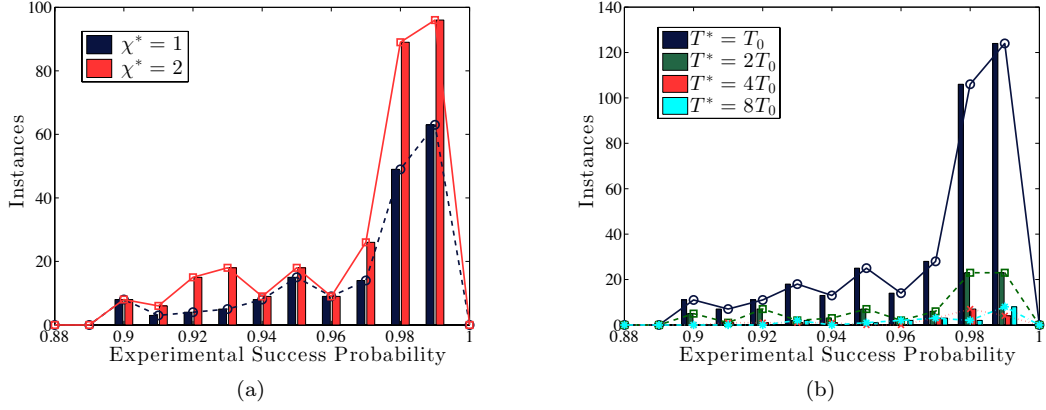 100
80
60
40
20
0
Instances
χ* = 1
χ* = 2
0.88 0.9 0.92 0.94 0.96 0.98 1
Experimental Success Probability
(a)
140
120
100
80
60
40
20
0
Instances
T* = T₀
T* = 2T₀
T* = 4T₀
T* = 8T₀
0.88 0.9 0.92 0.94 0.96 0.98 1
Experimental Success Probability
(b)